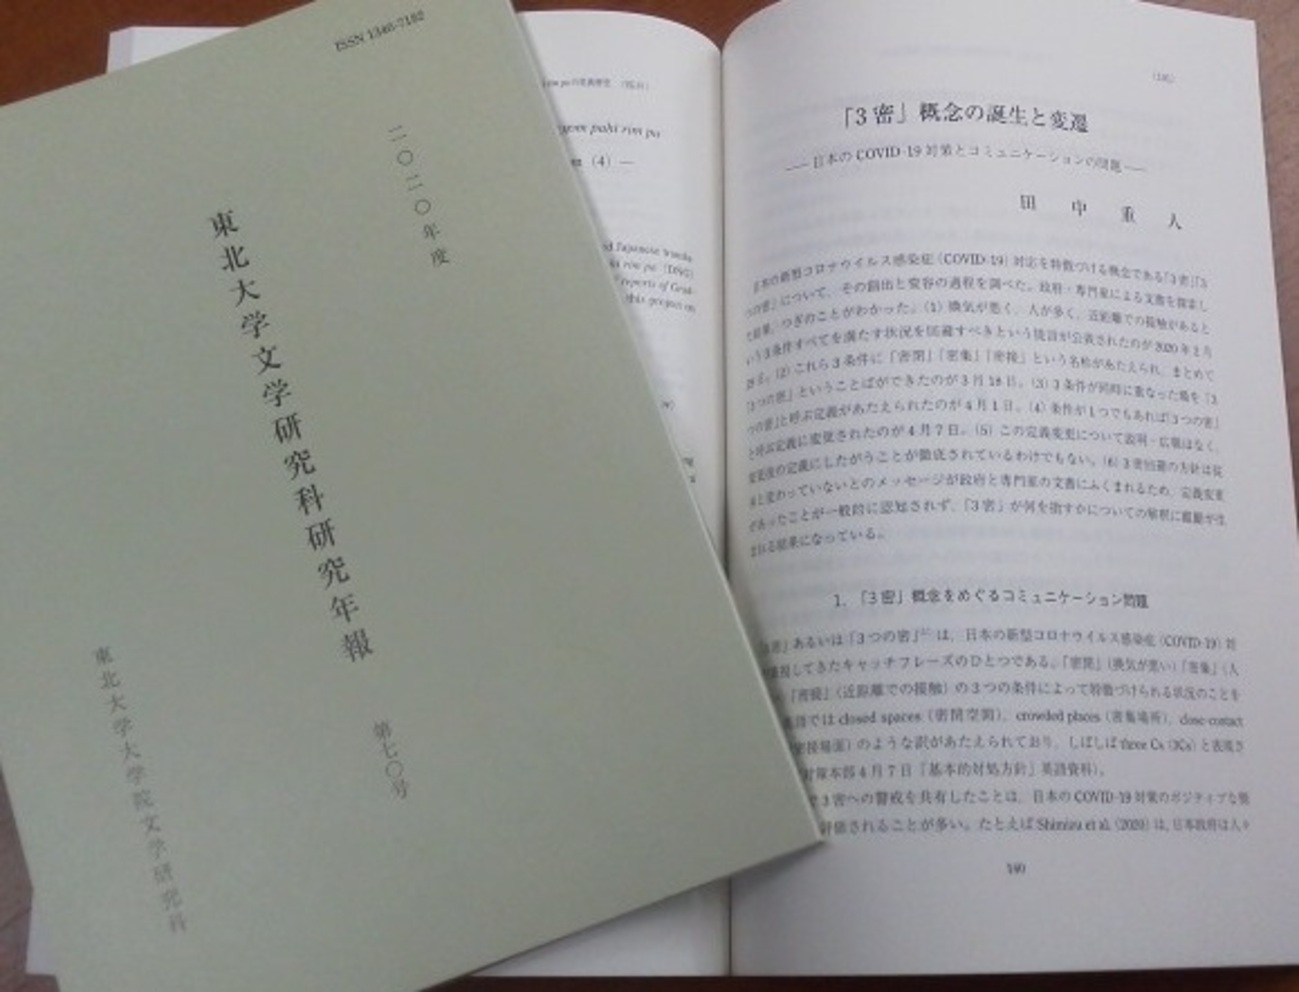 ISSN 1346-7182
二〇二〇年度
東北大学文学研究科研究年報
第七〇号
東北大学大学院文学研究科
rim pa
(4) ―
「3密」概念の誕生と変遷
――日本のCOVID-19対策とコミュニケーションの問題――
田中重人
日本の新型コロナウイルス感染症（COVID-19）対応を特徴づける概念である「3密」「3
つの密」について，その創出と変容の過程を調べた。政府・専門家による文書を探索し
た結果，つぎのことがわかった。(1) 換気が悪く，人が多く，近距離での接触があると
いう3条件すべてを満たす状況を回避すべきという提言が公表されたのが2020年2月
。(2) これら3条件に「密閉」「密集」「密接」という名称があたえられ，まとめて
「3つの密」ということばができたのが3月18日。(3) 3条件が同時に重なった場を「3
つの密」と呼ぶ定義があたえられたのが4月1日。(4) 条件が1つでもあれば「3つの密」
と呼ぶ定義に変更されたのが4月7日。(5) この定義変更について説明・広報はなく，
変更後の定義にしたがうことが徹底されているわけでもない。(6) 3密回避の方針は従
来と変わっていないとのメッセージが政府と専門家の文書にふくまれるため，定義変更
があったことが一般的に認知されず，「3密」が何を指すかについての解釈に齟齬が生
まれる結果になっている。
1. 「3密」概念をめぐるコミュニケーション問題
「3密」あるいは「3つの密」は，日本の新型コロナウイルス感染症（COVID-19）対
重視してきたキャッチフレーズのひとつである。「密閉」（換気が悪い）「密集」（人
「密接」（近距離での接触）の3つの条件によって特徴づけられる状況のことを
英語ではclosed spaces（密閉空間），crowded places（密集場所），close-contact
（密接場面）のような訳があたえられており，しばしばthree Cs（3Cs）と表現さ
対策本部4月7日「基本的対処方針」英語資料）。
で3密への警戒を共有したことは，日本のCOVID-19対策のポジティブな側
評価されることが多い。たとえばShimizu et al.（2020）は，日本政府は人々